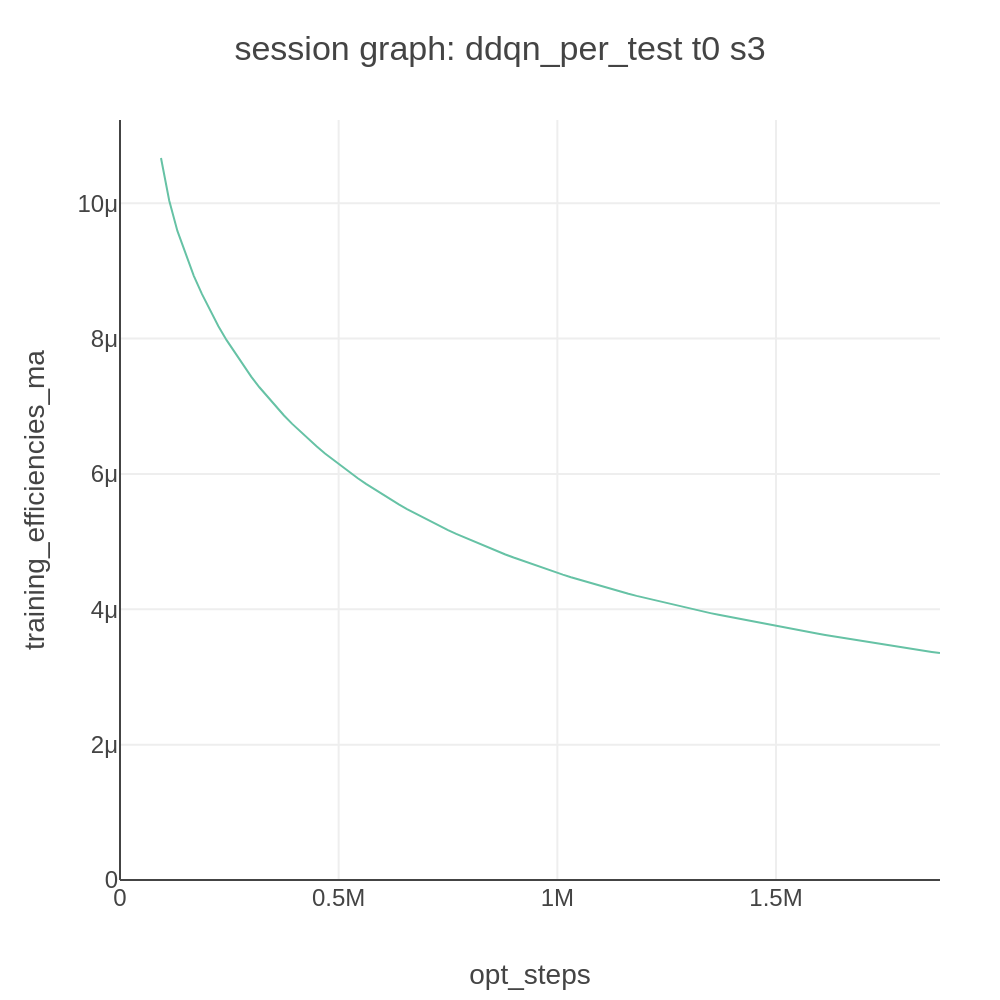 session graph: ddqn_per_test t0 s3
training_efficiencies_ma
10μ
8μ
6μ
4μ
2μ
0
0
0.5M
1M
1.5M
opt_steps